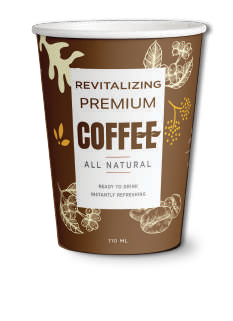 REVITALIZING
PREMIUM
COFFEE
ALL NATURAL
READY TO DRINK
INSTANTLY REFRESHING
110 ML